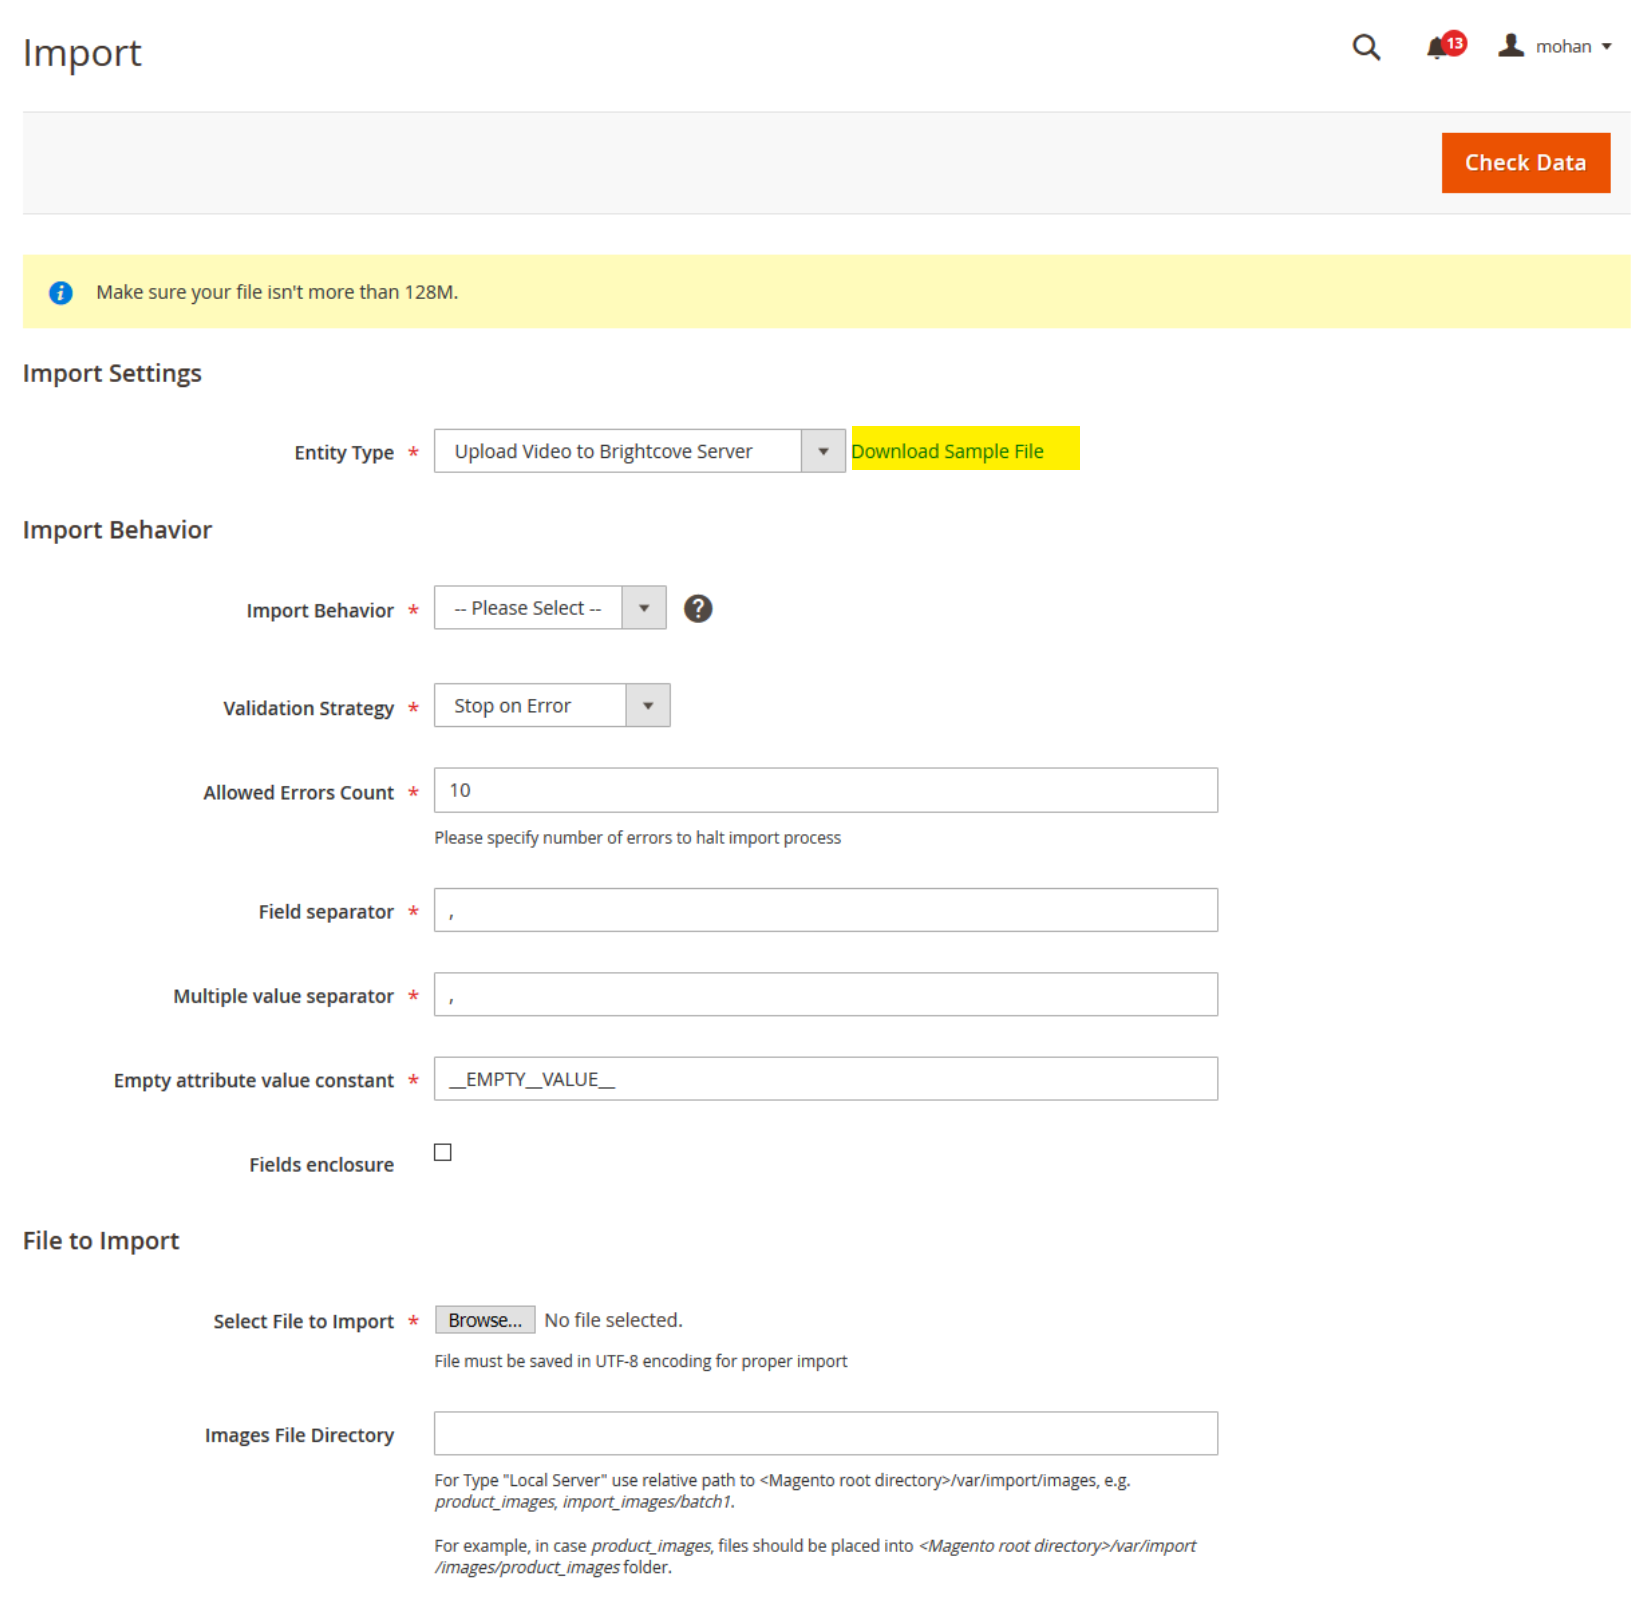 Import
13
mohan
Check Data
Make sure your file isn't more than 128M.
Import Settings
Entity Type * Upload Video to Brightcove Server Download Sample File
Import Behavior
Import Behavior * -- Please Select -- ?
Validation Strategy * Stop on Error
Allowed Errors Count * 10
Please specify number of errors to halt import process
Field separator * ,
Multiple value separator * ,
Empty attribute value constant * __EMPTY__VALUE__
Fields enclosure
File to Import
Select File to Import * Browse... No file selected.
File must be saved in UTF-8 encoding for proper import
Images File Directory
For Type "Local Server" use relative path to <Magento root directory>/var/import/images, e.g.
product_images, import_images/batch1.
For example, in case product_images, files should be placed into <Magento root directory>/var/import
/images/product_images folder.